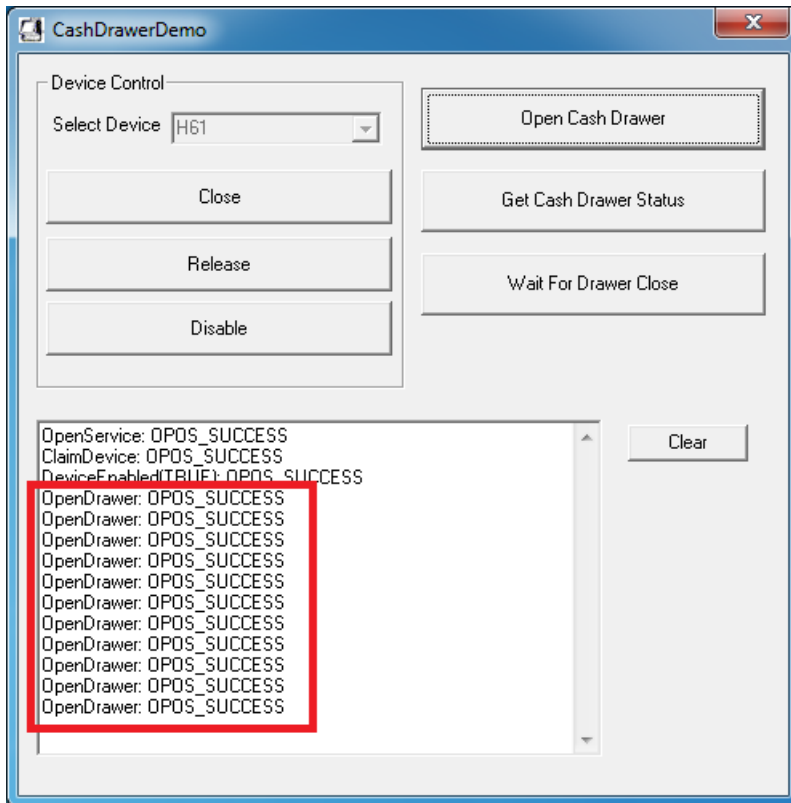 CashDrawerDemo
Device Control
Select Device H61
Close
Release
Disable
Open Cash Drawer
Get Cash Drawer Status
Wait For Drawer Close
OpenService: OPOS_SUCCESS
ClaimDevice: OPOS_SUCCESS
DeviceEnabled(TRUE): OPOS_SUCCESS
OpenDrawer: OPOS_SUCCESS
OpenDrawer: OPOS_SUCCESS
OpenDrawer: OPOS_SUCCESS
OpenDrawer: OPOS_SUCCESS
OpenDrawer: OPOS_SUCCESS
OpenDrawer: OPOS_SUCCESS
OpenDrawer: OPOS_SUCCESS
OpenDrawer: OPOS_SUCCESS
OpenDrawer: OPOS_SUCCESS
OpenDrawer: OPOS_SUCCESS
OpenDrawer: OPOS_SUCCESS
Clear